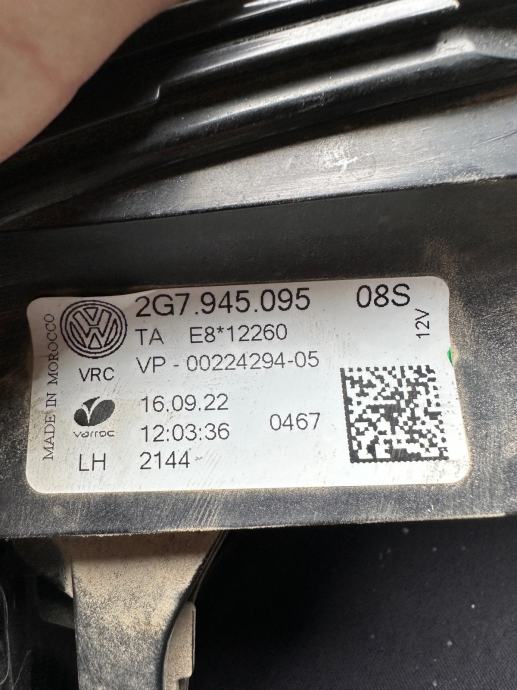 2G7.945.095 08S
TA E8*12260
VP - 00224294-05
VRC
16.09.22
varroc
12:03:36 0467
LH 2144
MADE IN MOROCCO
12V